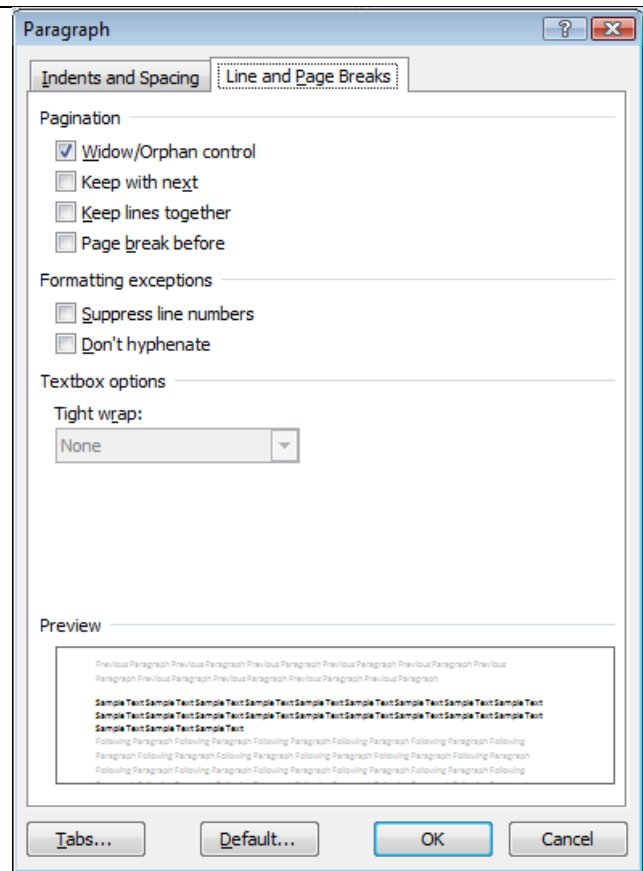 Paragraph
Indents and Spacing Line and Page Breaks
Pagination
Widow/Orphan control
Keep with next
Keep lines together
Page break before
Formatting exceptions
Suppress line numbers
Don't hyphenate
Textbox options
Tight wrap:
None
Preview
Previous Paragraph Previous Paragraph Previous Paragraph Previous Paragraph Previous Paragraph Previous
Paragraph Previous Paragraph Previous Paragraph Previous Paragraph Previous Paragraph
Sample Text Sample Text Sample Text Sample Text Sample Text Sample Text Sample Text Sample Text Sample Text
Sample Text Sample Text Sample Text Sample Text Sample Text Sample Text Sample Text Sample Text Sample Text
Sample Text Sample Text Sample Text
Following Paragraph Following Paragraph Following Paragraph Following Paragraph Following Paragraph Following
Paragraph Following Paragraph Following Paragraph Following Paragraph Following Paragraph
Following Paragraph Following Paragraph Following Paragraph Following Paragraph Following Paragraph Following
Tabs... Default... OK Cancel